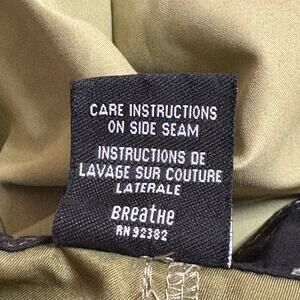 CARE INSTRUCTIONS
ON SIDE SEAM
INSTRUCTIONS DE
LAVAGE SUR COUTURE
LATERALE
BReaTHe
RN 92382